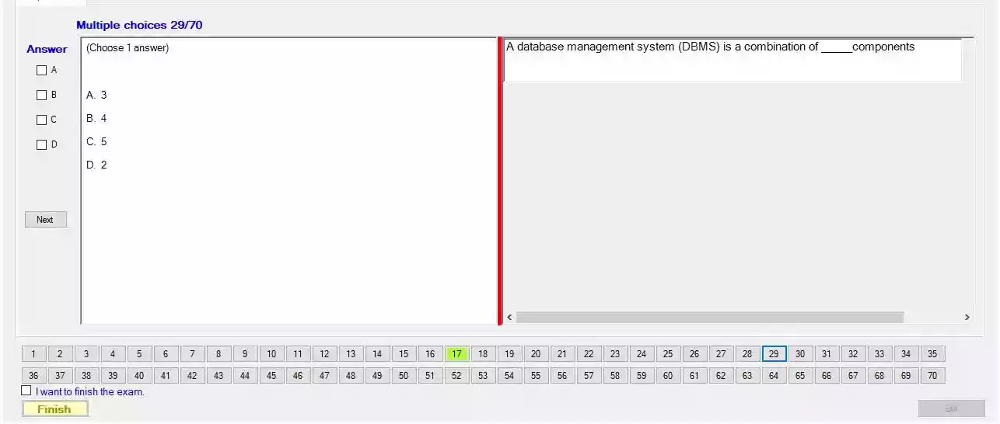 Multiple choices 29/70
Answer
(Choose 1 answer)
A database management system (DBMS) is a combination of _____components
A
B
C
D
A. 3
B. 4
C. 5
D. 2
Next
1 2 3 4 5 6 7 8 9 10 11 12 13 14 15 16 17 18 19 20 21 22 23 24 25 26 27 28 29 30 31 32 33 34 35
36 37 38 39 40 41 42 43 44 45 46 47 48 49 50 51 52 53 54 55 56 57 58 59 60 61 62 63 64 65 66 67 68 69 70
I want to finish the exam.
Finish
Exit